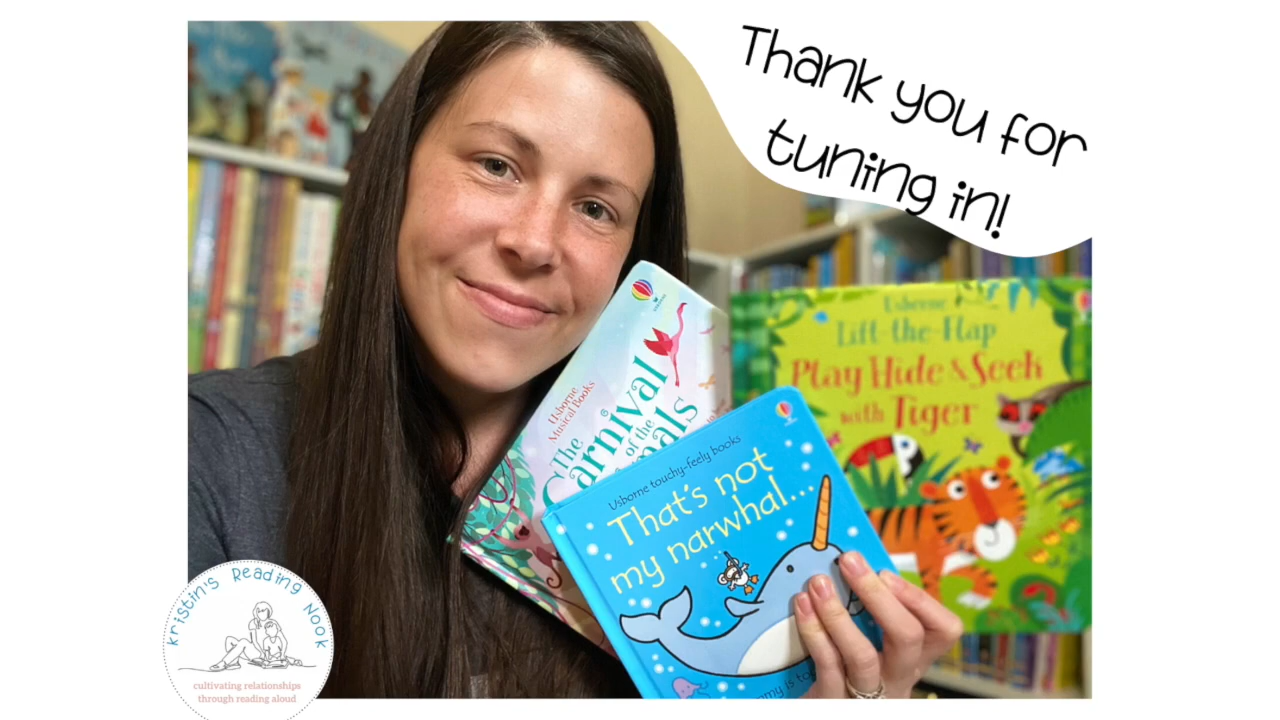 Thank you for
tuning in!
Usborne
Musical Books
The
Carnival
of the
Usborne
Lift-the-Flap
Play Hide & Seek
with Tiger
Usborne touchy-feely books
That's not
my narwhal...
Kristin's Reading Nook
cultivating relationships
through reading aloud